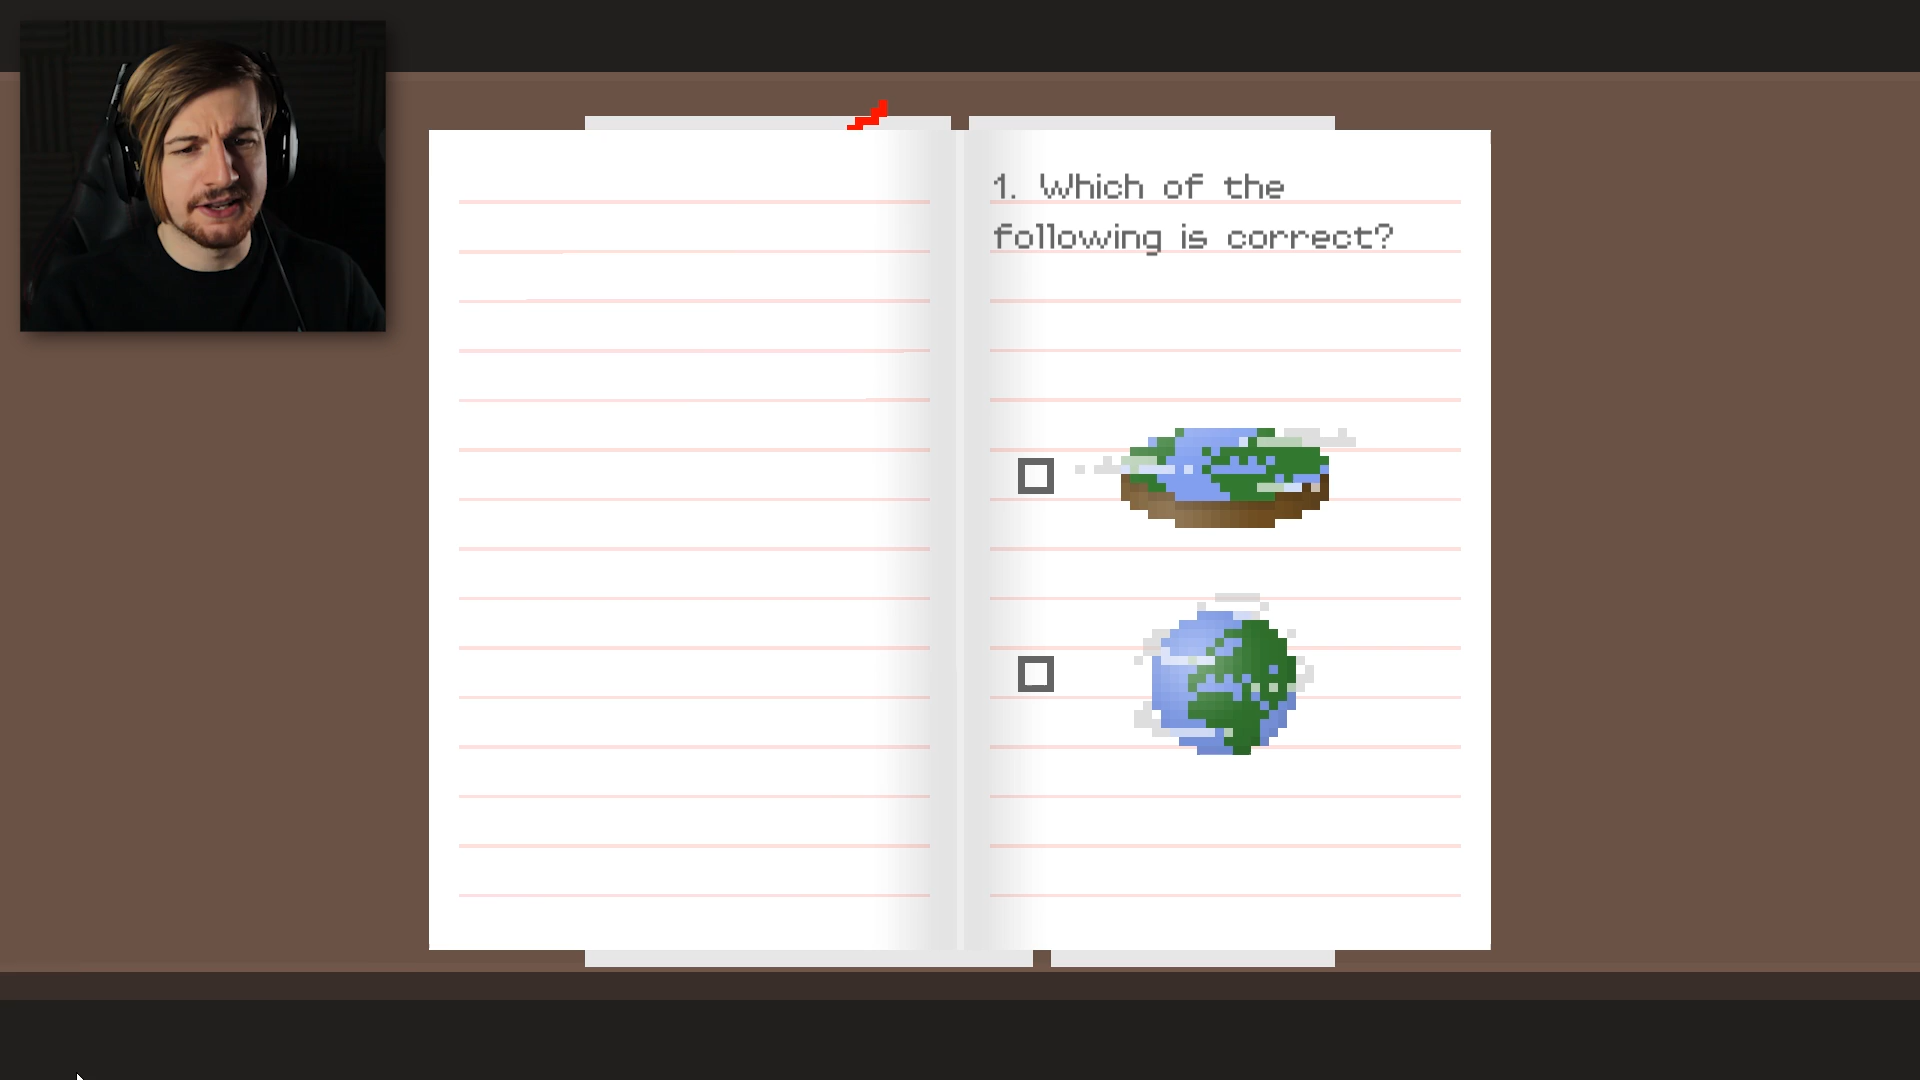 1. Which of the
following is correct?